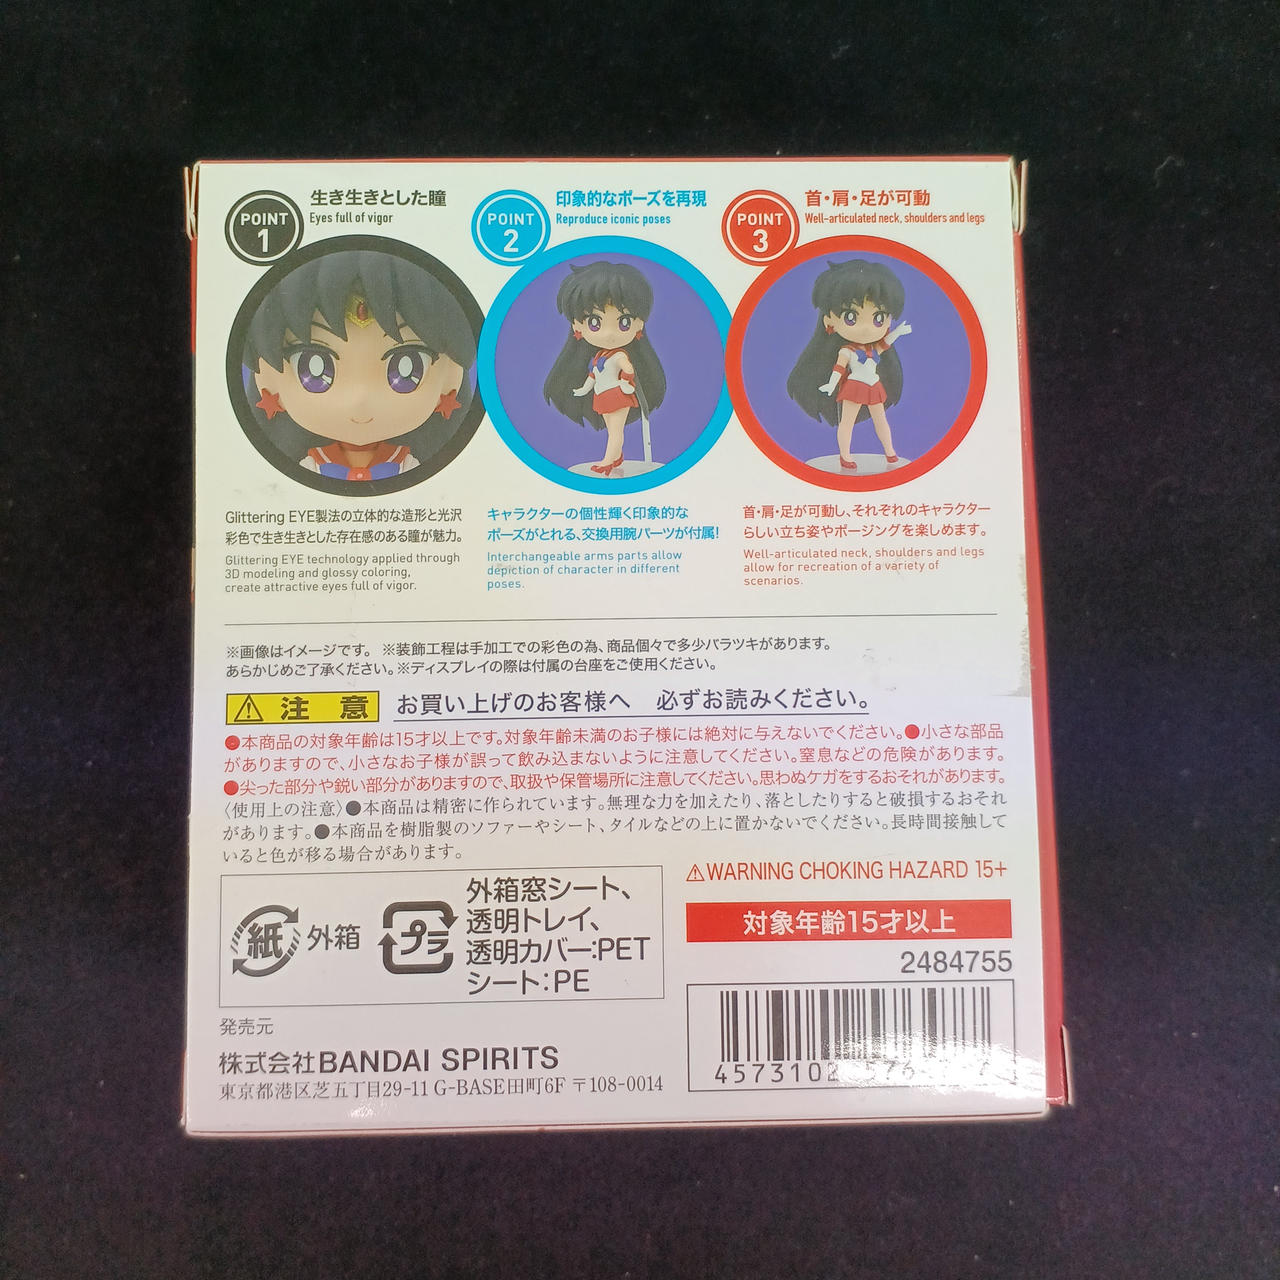 POINT
1
生き生きとした瞳
Eyes full of vigor
POINT
2
印象的なポーズを再現
Reproduce iconic poses
POINT
3
首・肩・足が可動
Well-articulated neck, shoulders and legs
Glittering EYE製法の立体的な造形と光沢
彩色で生き生きとした存在感のある瞳が魅力。
Glittering EYE technology applied through
3D modeling and glossy coloring,
create attractive eyes full of vigor.
キャラクターの個性輝く印象的な
ポーズがとれる、交換用腕パーツが付属!
Interchangeable arms parts allow
depiction of character in different
poses.
首・肩・足が可動し、それぞれのキャラクター
らしい立ち姿やポージングを楽しめます。
Well-articulated neck, shoulders and legs
allow for recreation of a variety of
scenarios.
※画像はイメージです。 ※装飾工程は手加工での彩色の為、商品個々で多少バラツキがあります。
あらかじめご了承ください。※ディスプレイの際は付属の台座をご使用ください。
注 意 お買い上げのお客様へ 必ずお読みください。
●本商品の対象年齢は15才以上です。対象年齢未満のお子様には絶対に与えないでください。●小さな部品
がありますので、小さなお子様が誤って飲み込まないように注意してください。窒息などの危険があります。
●尖った部分や鋭い部分がありますので、取扱や保管場所に注意してください。思わぬケガをするおそれがあります。
〈使用上の注意〉●本商品は精密に作られています。無理な力を加えたり、落としたりすると破損するおそれ
があります。●本商品を樹脂製のソファーやシート、タイルなどの上に置かないでください。長時間接触して
いると色が移る場合があります。
紙 外箱
プラ
外箱窓シート、
透明トレイ、
透明カバー:PET
シート:PE
⚠WARNING CHOKING HAZARD 15+
対象年齢15才以上
2484755
発売元
株式会社BANDAI SPIRITS
東京都港区芝五丁目29-11 G-BASE田町6F 〒108-0014